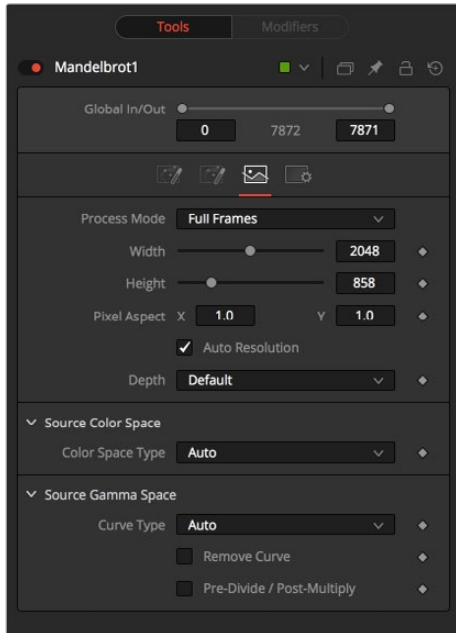 Tools Modifiers
Mandelbrot1
Global In/Out
0 7872 7871
Process Mode Full Frames
Width 2048
Height 858
Pixel Aspect X 1.0 Y 1.0
Auto Resolution
Depth Default
Source Color Space
Color Space Type Auto
Source Gamma Space
Curve Type Auto
Remove Curve
Pre-Divide / Post-Multiply